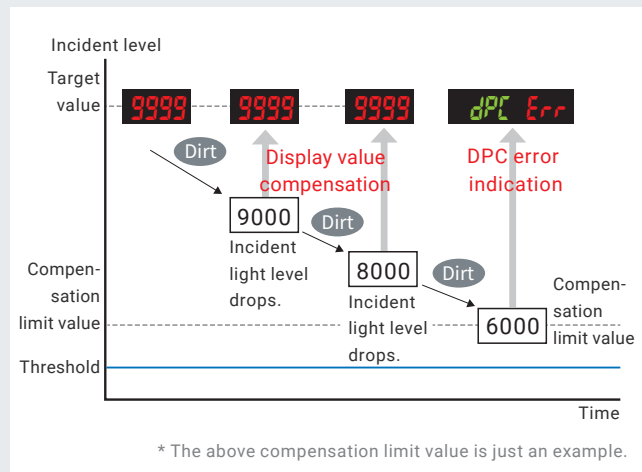 Incident level
Target
value
9999
9999
9999
dPC Err
Dirt
Display value
compensation
DPC error
indication
9000
Dirt
Incident
light level
drops.
8000
Dirt
Incident
light level
drops.
Compen-
sation
limit value
6000
Compen-
sation
limit value
Threshold
Time
* The above compensation limit value is just an example.